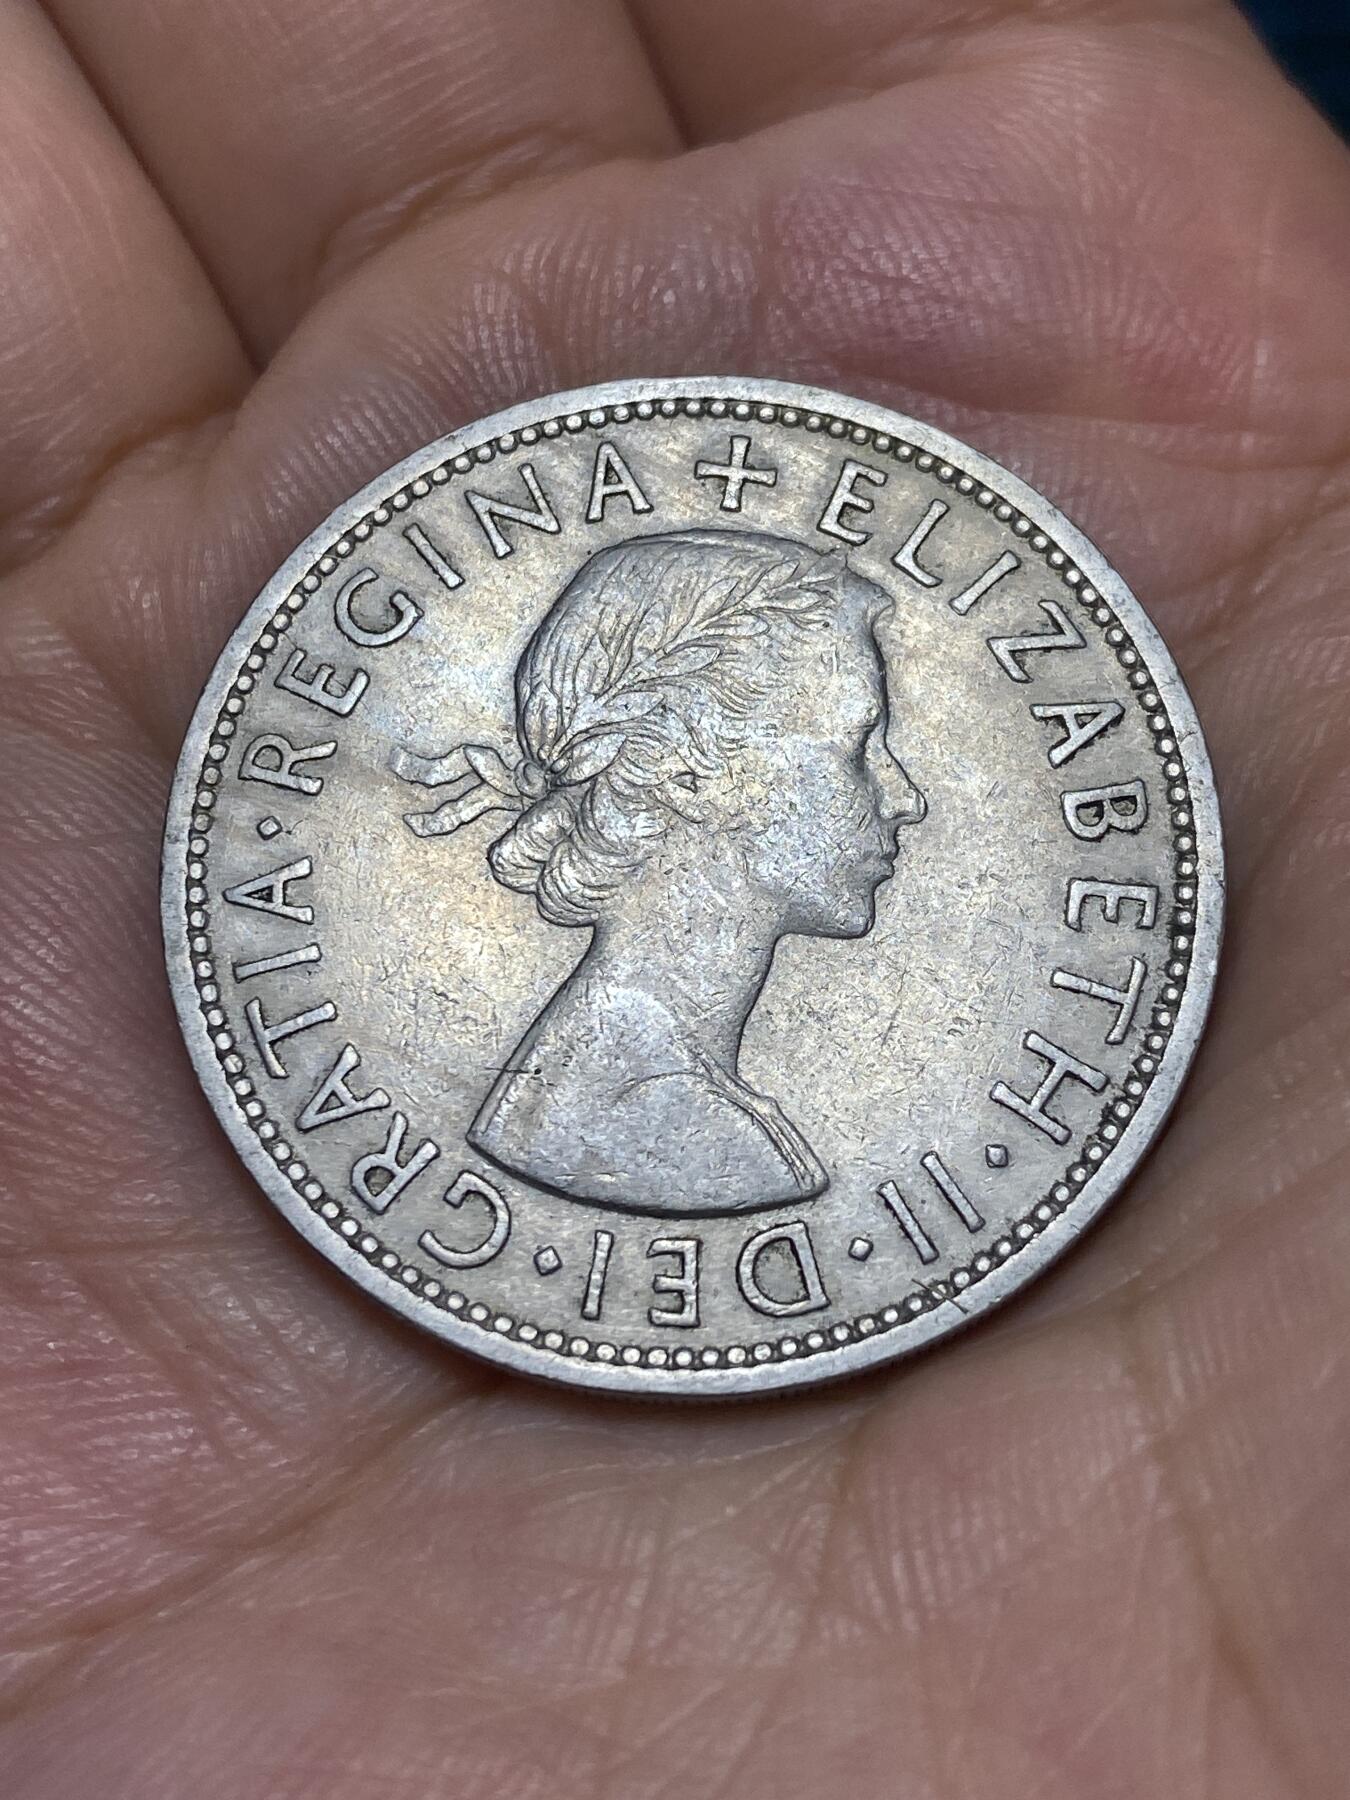 + ELIZABETH · II · DEI · GRATIA · REGINA